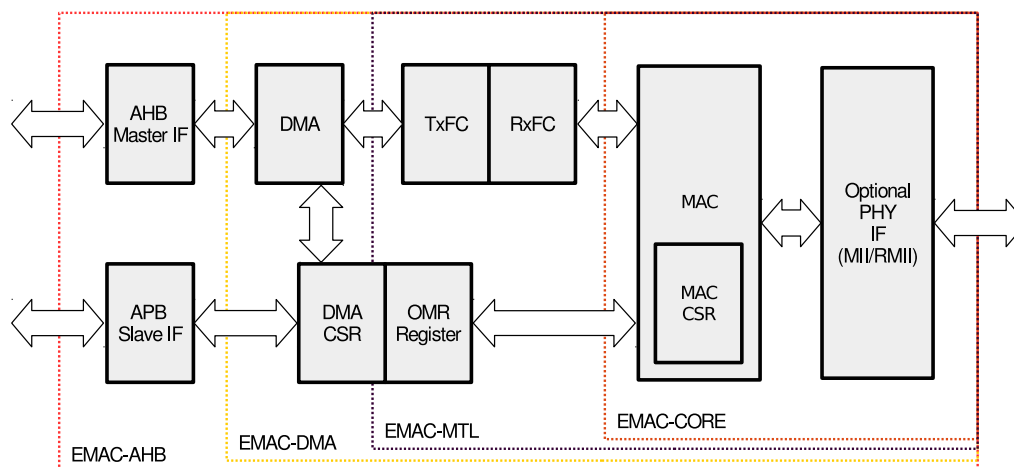 AHB
Master IF
DMA
TxFC
RxFC
MAC
Optional
PHY
IF
(MII/RMII)
APB
Slave IF
DMA
CSR
OMR
Register
MAC
CSR
EMAC-AHB
EMAC-DMA
EMAC-MTL
EMAC-CORE